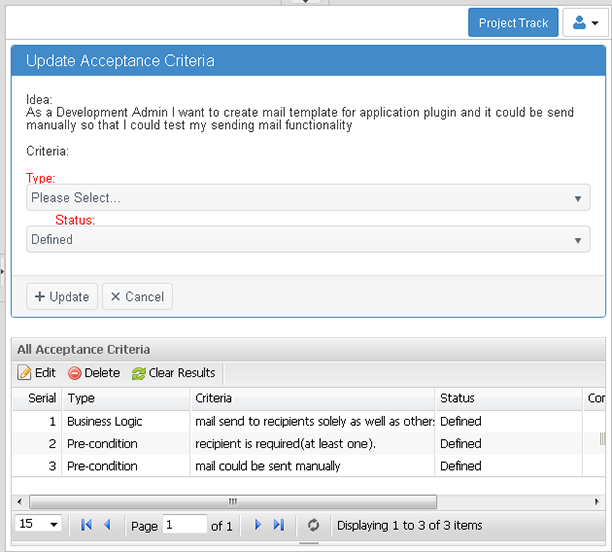 Project Track
Update Acceptance Criteria
Idea:
As a Development Admin I want to create mail template for application plugin and it could be send
manually so that I could test my sending mail functionality
Criteria:
Type:
Please Select...
Status:
Defined
+ Update × Cancel
All Acceptance Criteria
Edit Delete Clear Results
Serial Type Criteria Status Cor
1 Business Logic mail send to recipients solely as well as others Defined
2 Pre-condition recipient is required(at least one). Defined
3 Pre-condition mail could be sent manually Defined
15 Page 1 of 1 Displaying 1 to 3 of 3 items